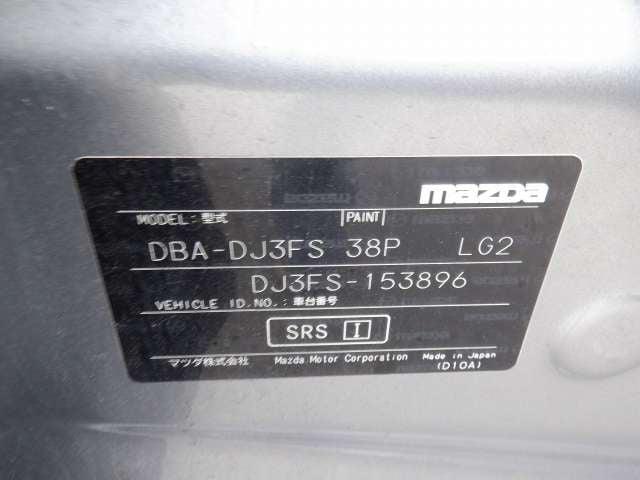 mazda
MODEL:型式 PAINT
DBA-DJ3FS 38P LG2
DJ3FS-153896
VEHICLE ID.NO.:車台番号
SRS I
マツダ株式会社 Mazda Motor Corporation Made in Japan
(D10A)